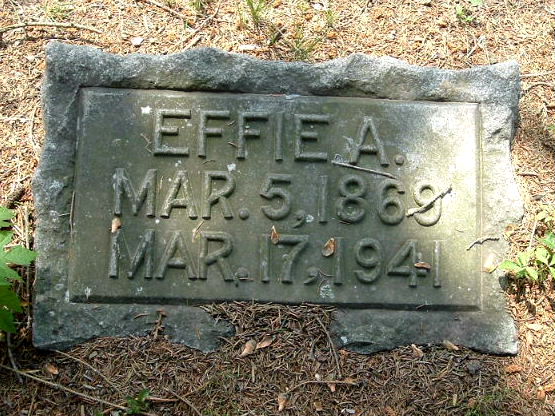 EFFIE A.
MAR. 5, 1869
MAR. 17, 1941